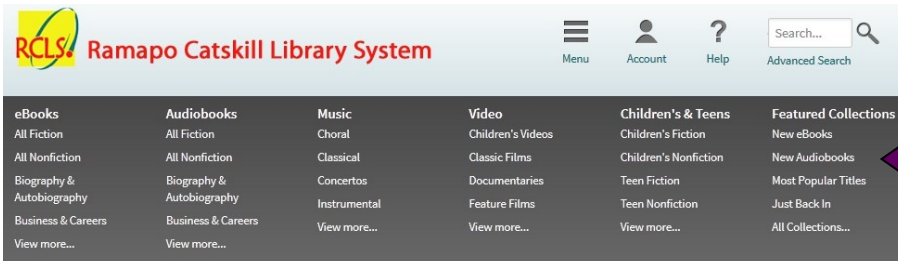 RCLS! Ramapo Catskill Library System
Menu
Account
?
Help
Search...
Advanced Search
eBooks
All Fiction
All Nonfiction
Biography &
Autobiography
Business & Careers
View more...
Audiobooks
All Fiction
All Nonfiction
Biography &
Autobiography
Business & Careers
View more...
Music
Choral
Classical
Concertos
Instrumental
View more...
Video
Children's Videos
Classic Films
Documentaries
Feature Films
View more...
Children's & Teens
Children's Fiction
Children's Nonfiction
Teen Fiction
Teen Nonfiction
View more...
Featured Collections
New eBooks
New Audiobooks
Most Popular Titles
Just Back In
All Collections...